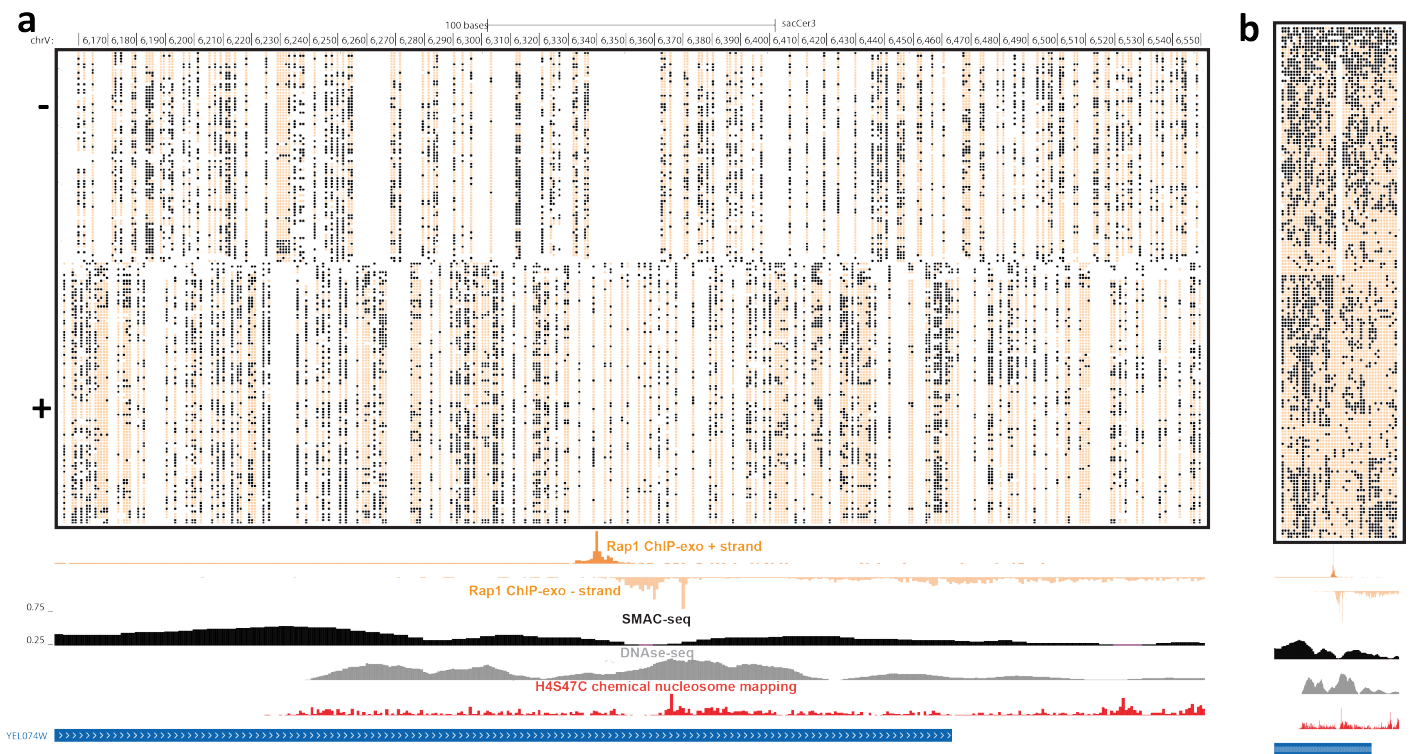 a
b
100 bases
sacCer3
chrV:
6,170 6,180 6,190 6,200 6,210 6,220 6,230 6,240 6,250 6,260 6,270 6,280 6,290 6,300 6,310 6,320 6,330 6,340 6,350 6,360 6,370 6,380 6,390 6,400 6,410 6,420 6,430 6,440 6,450 6,460 6,470 6,480 6,490 6,500 6,510 6,520 6,530 6,540 6,550
-
+
Rap1 ChIP-exo + strand
Rap1 ChIP-exo - strand
0.75 _
SMAC-seq
0.25 _
DNAse-seq
H4S47C chemical nucleosome mapping
YEL074W